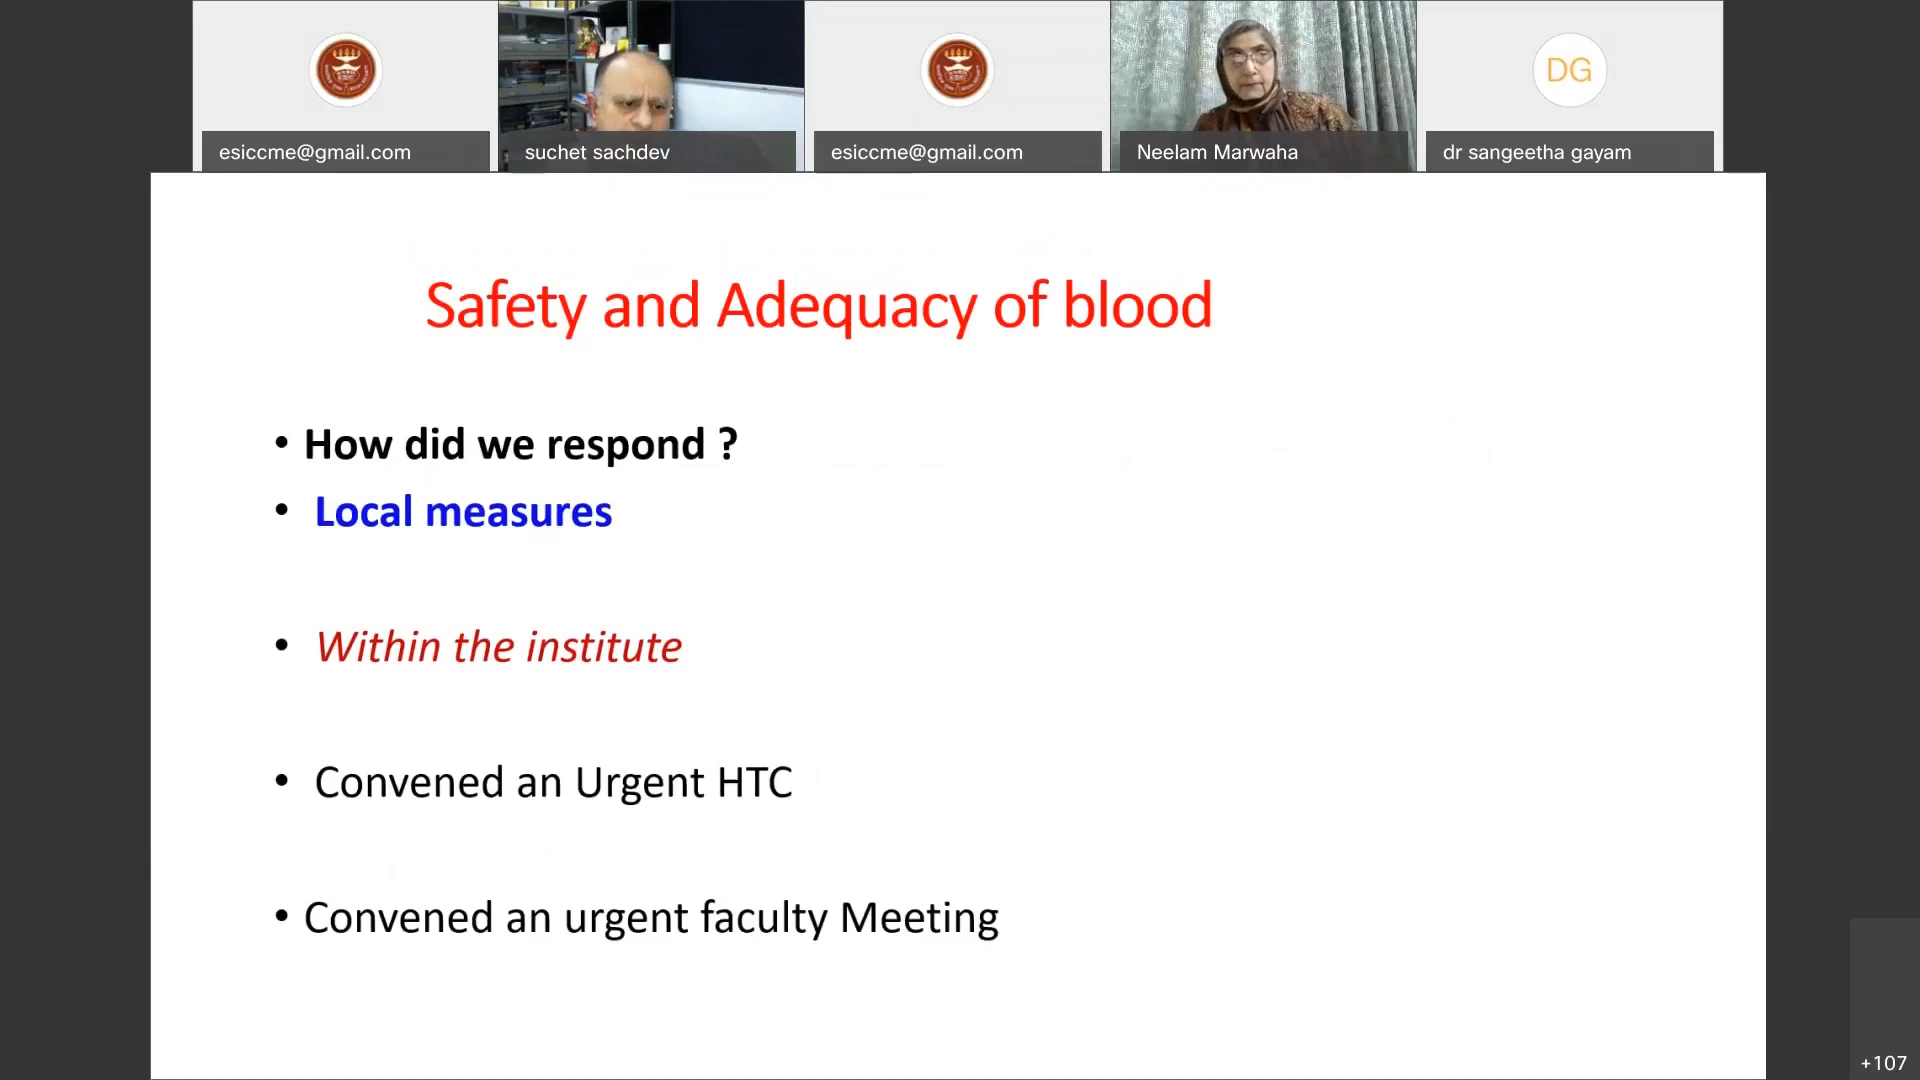 DG
esiccme@gmail.com
suchet sachdev
esiccme@gmail.com
Neelam Marwaha
dr sangeetha gayam
Safety and Adequacy of blood
• How did we respond ?
• Local measures
• Within the institute
• Convened an Urgent HTC
• Convened an urgent faculty Meeting
+107